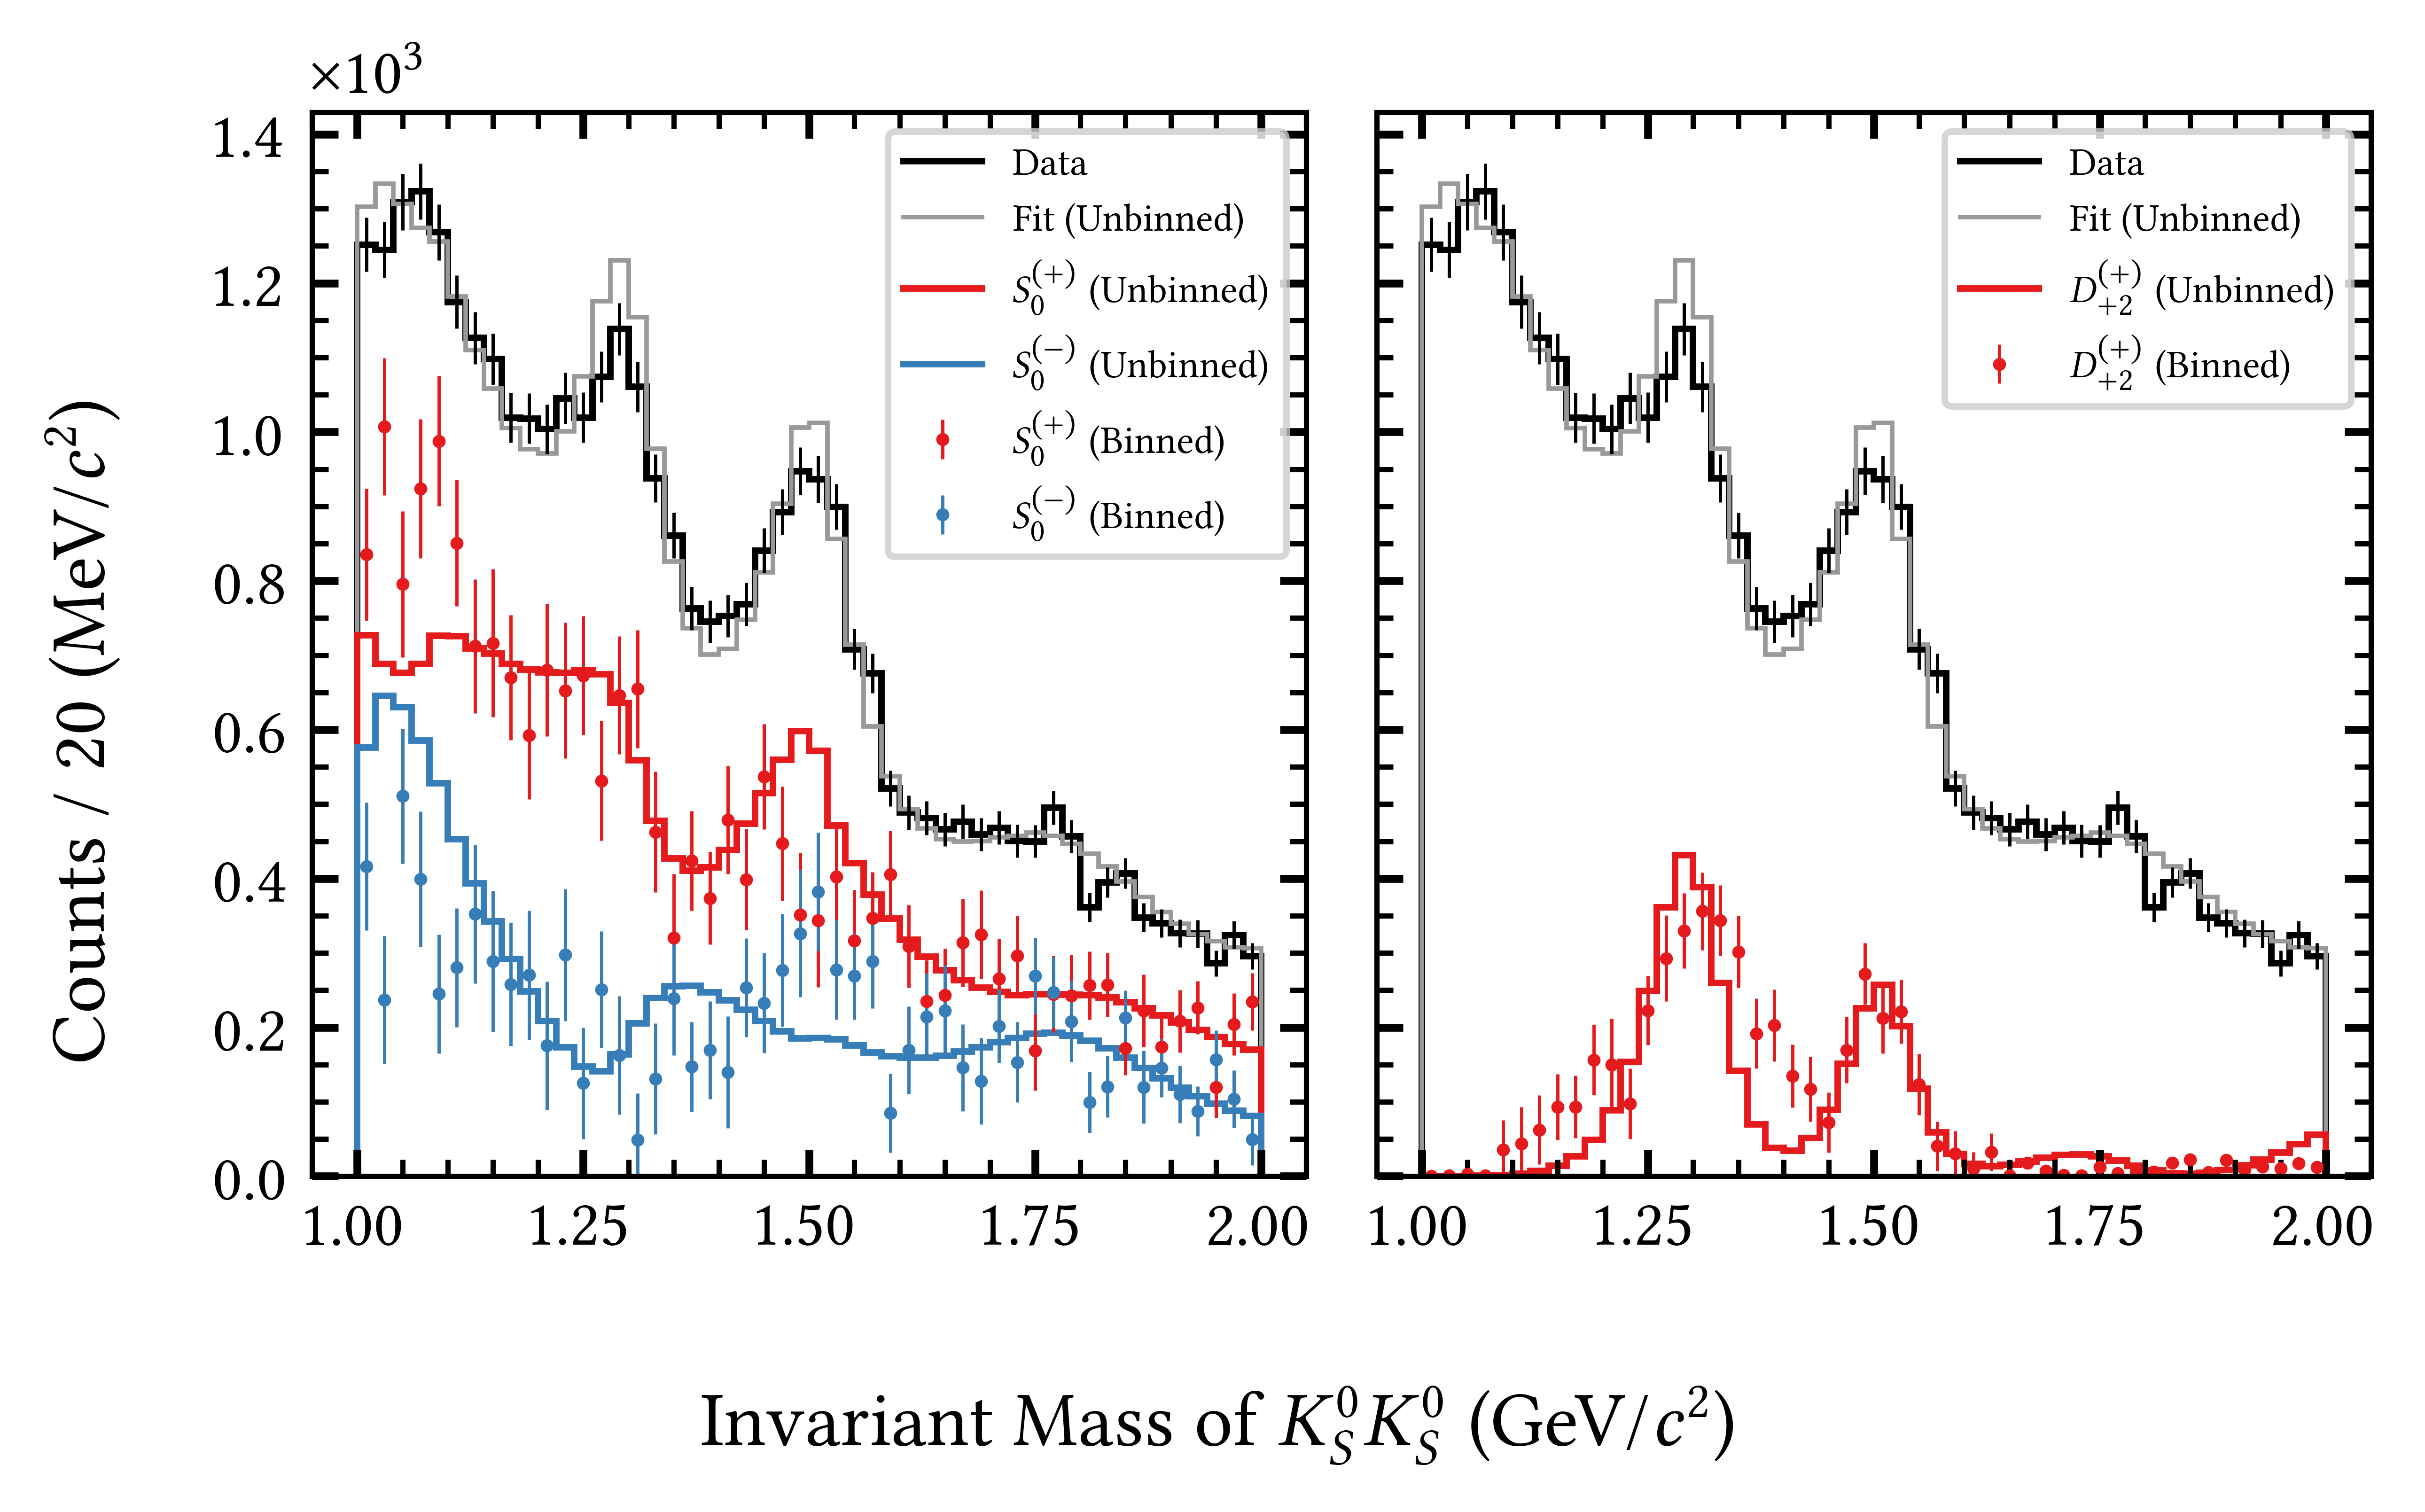 ×10³
1.4
1.2
1.0
0.8
0.6
0.4
0.2
0.0
Counts / 20 (MeV/c²)
Data
Fit (Unbinned)
S₀⁽⁺⁾ (Unbinned)
S₀⁽⁻⁾ (Unbinned)
S₀⁽⁺⁾ (Binned)
S₀⁽⁻⁾ (Binned)
1.00 1.25 1.50 1.75 2.00
Data
Fit (Unbinned)
D₊₂⁽⁺⁾ (Unbinned)
D₊₂⁽⁺⁾ (Binned)
1.00 1.25 1.50 1.75 2.00
Invariant Mass of K_S⁰K_S⁰ (GeV/c²)